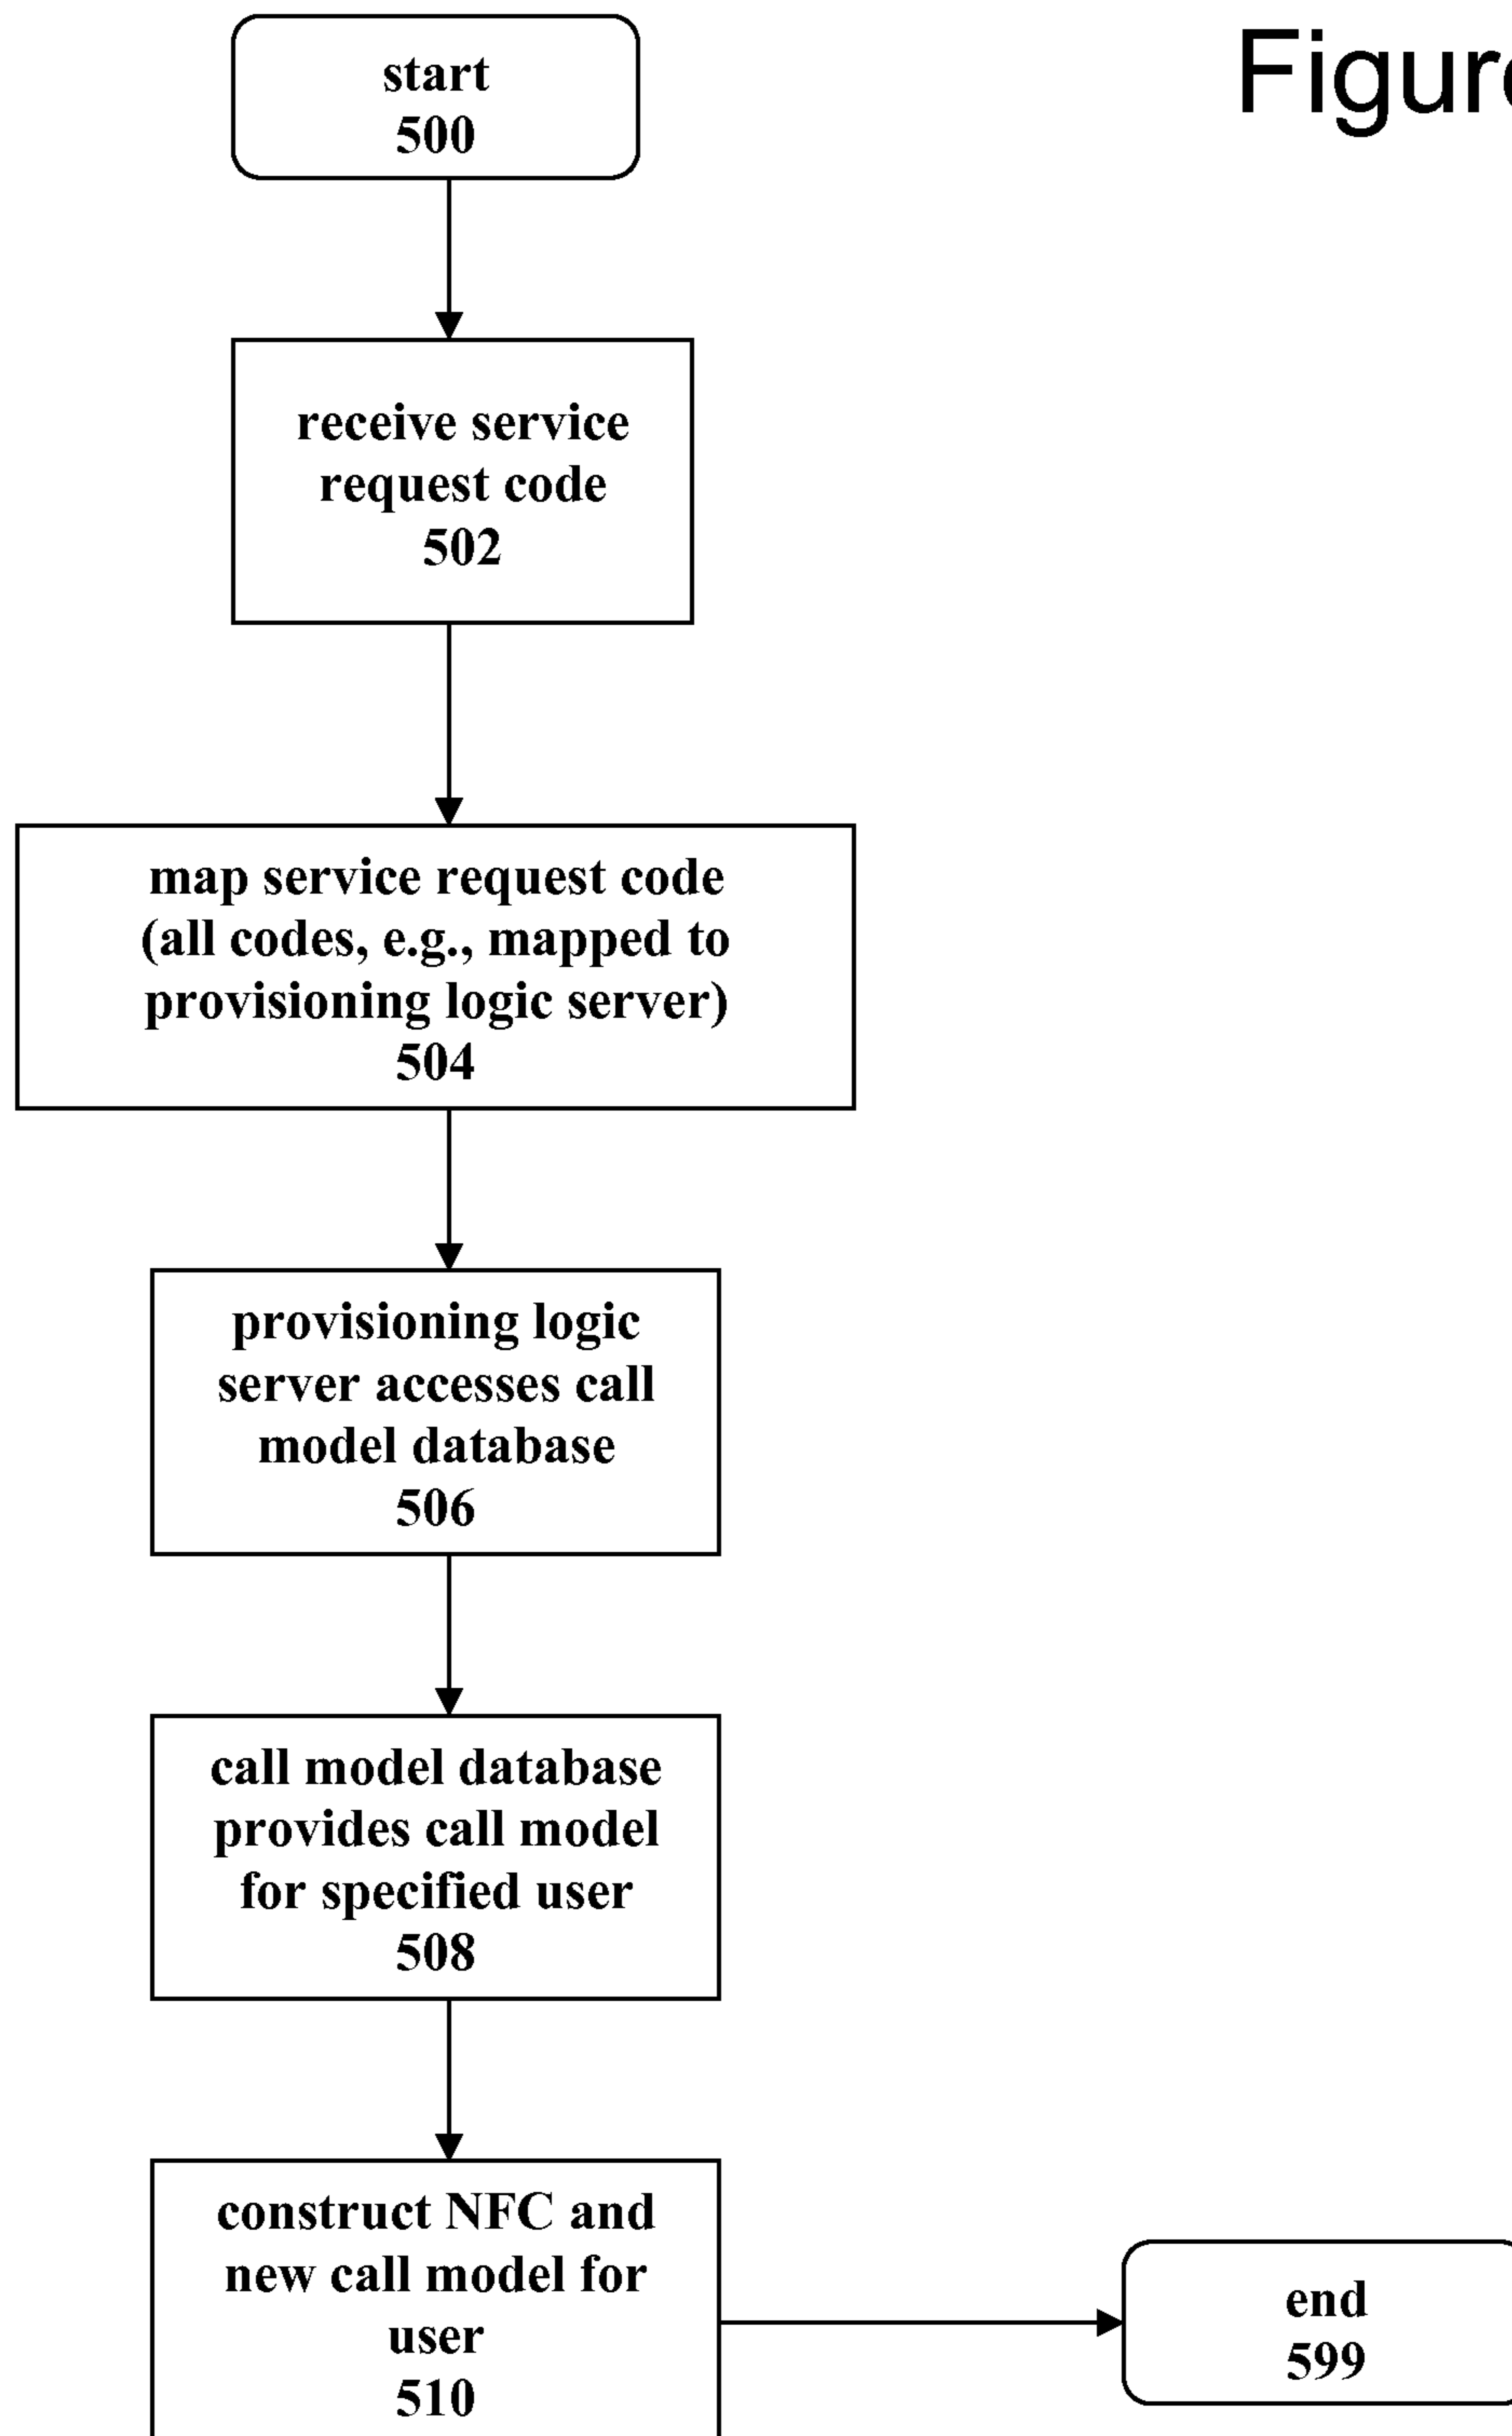 Figure
start
500
receive service
request code
502
map service request code
(all codes, e.g., mapped to
provisioning logic server)
504
provisioning logic
server accesses call
model database
506
call model database
provides call model
for specified user
508
construct NFC and
new call model for
user
510
end
599